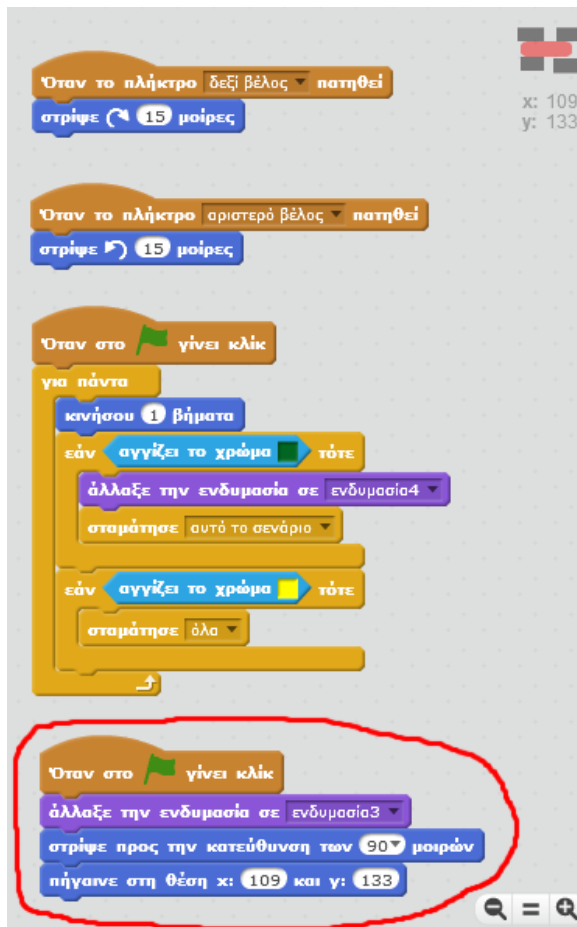 Όταν το πλήκτρο δεξί βέλος πατηθεί
στρίψε 15 μοίρες
x: 109
y: 133
Όταν το πλήκτρο αριστερό βέλος πατηθεί
στρίψε 15 μοίρες
Όταν στο γίνει κλίκ
για πάντα
κινήσου 1 βήματα
εάν αγγίζει το χρώμα τότε
άλλαξε την ενδυμασία σε ενδυμασία4
σταμάτησε αυτό το σενάριο
εάν αγγίζει το χρώμα τότε
σταμάτησε όλα
Όταν στο γίνει κλίκ
άλλαξε την ενδυμασία σε ενδυμασία3
στρίψε προς την κατεύθυνση των 90 μοιρών
πήγαινε στη θέση x: 109 και y: 133